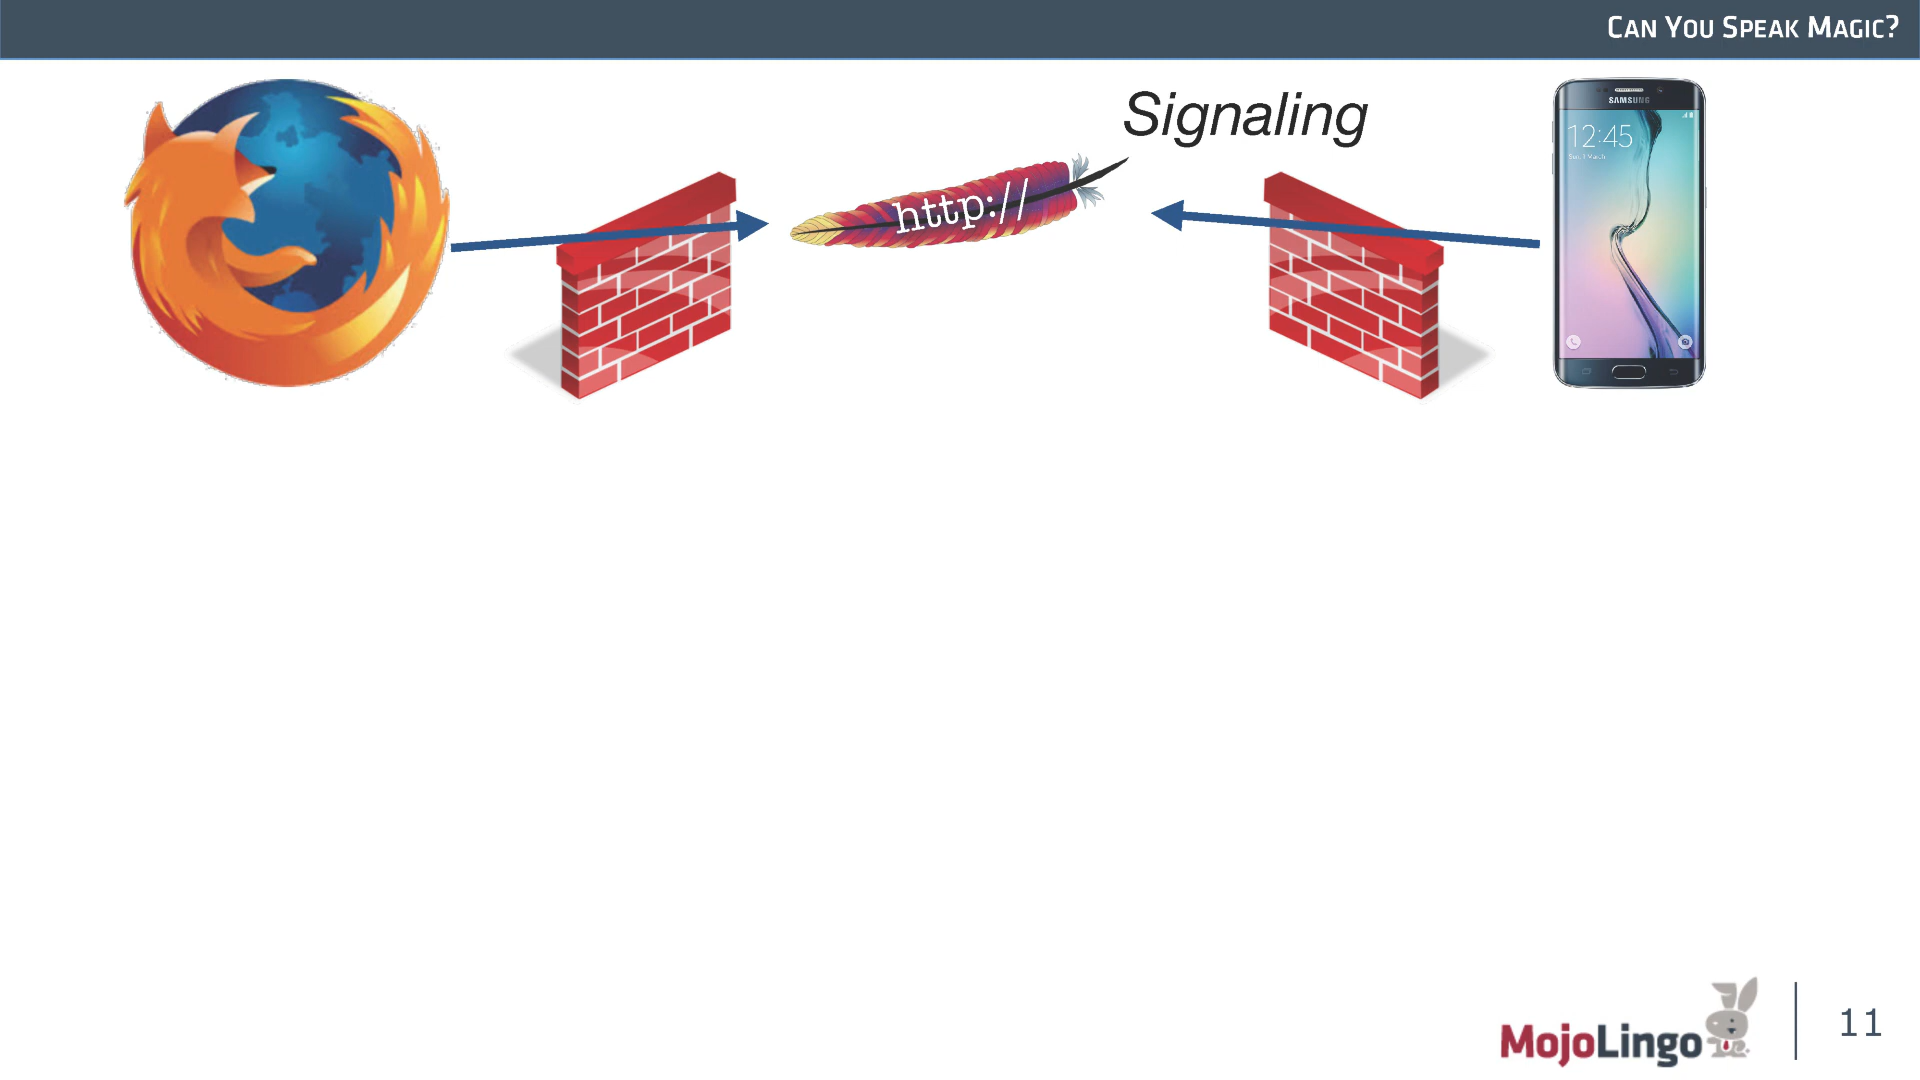 CAN YOU SPEAK MAGIC?
Signaling
SAMSUNG
12:45
http://
MojoLingo
11